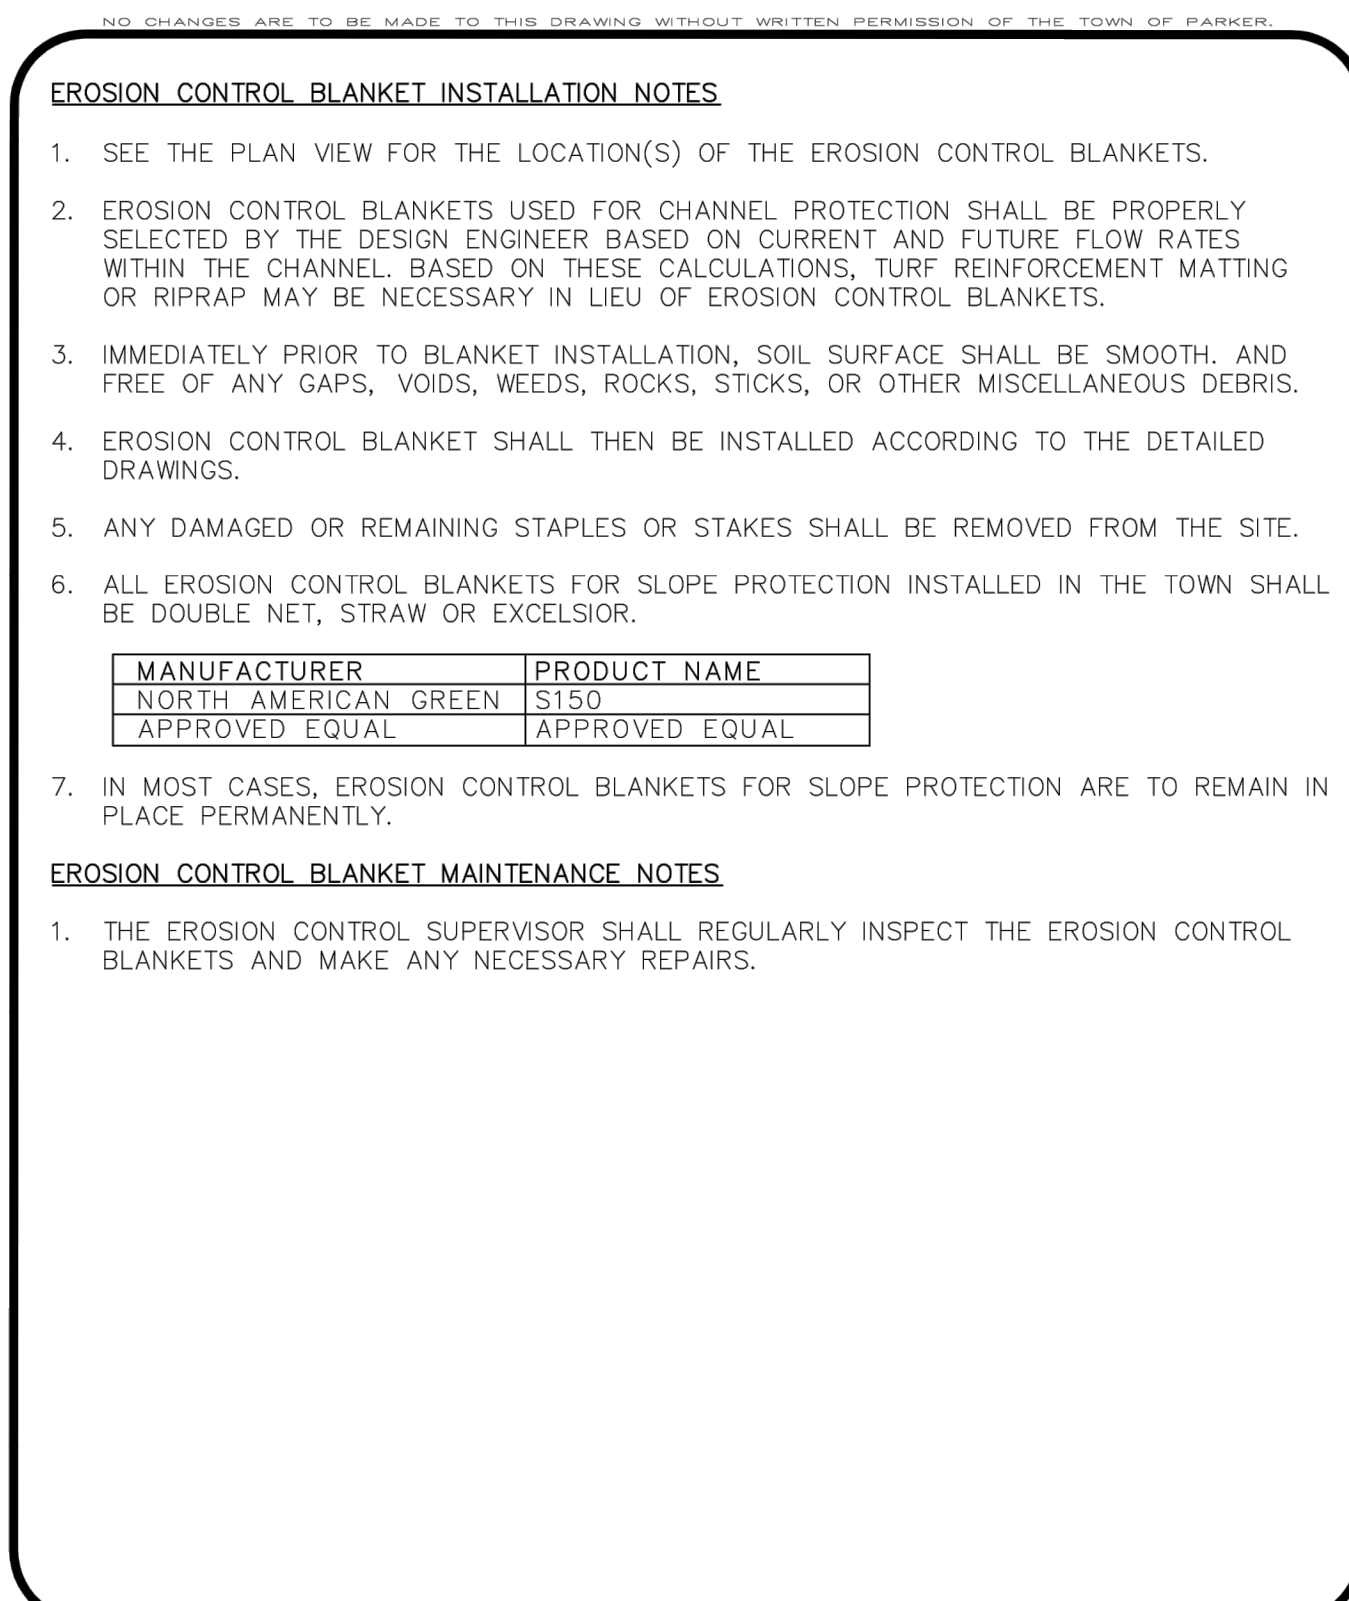 NO CHANGES ARE TO BE MADE TO THIS DRAWING WITHOUT WRITTEN PERMISSION OF THE TOWN OF PARKER.
EROSION CONTROL BLANKET INSTALLATION NOTES
1. SEE THE PLAN VIEW FOR THE LOCATION(S) OF THE EROSION CONTROL BLANKETS.
2. EROSION CONTROL BLANKETS USED FOR CHANNEL PROTECTION SHALL BE PROPERLY
SELECTED BY THE DESIGN ENGINEER BASED ON CURRENT AND FUTURE FLOW RATES
WITHIN THE CHANNEL. BASED ON THESE CALCULATIONS, TURF REINFORCEMENT MATTING
OR RIPRAP MAY BE NECESSARY IN LIEU OF EROSION CONTROL BLANKETS.
3. IMMEDIATELY PRIOR TO BLANKET INSTALLATION, SOIL SURFACE SHALL BE SMOOTH. AND
FREE OF ANY GAPS, VOIDS, WEEDS, ROCKS, STICKS, OR OTHER MISCELLANEOUS DEBRIS.
4. EROSION CONTROL BLANKET SHALL THEN BE INSTALLED ACCORDING TO THE DETAILED
DRAWINGS.
5. ANY DAMAGED OR REMAINING STAPLES OR STAKES SHALL BE REMOVED FROM THE SITE.
6. ALL EROSION CONTROL BLANKETS FOR SLOPE PROTECTION INSTALLED IN THE TOWN SHALL
BE DOUBLE NET, STRAW OR EXCELSIOR.
MANUFACTURER PRODUCT NAME
NORTH AMERICAN GREEN S150
APPROVED EQUAL APPROVED EQUAL
7. IN MOST CASES, EROSION CONTROL BLANKETS FOR SLOPE PROTECTION ARE TO REMAIN IN
PLACE PERMANENTLY.
EROSION CONTROL BLANKET MAINTENANCE NOTES
1. THE EROSION CONTROL SUPERVISOR SHALL REGULARLY INSPECT THE EROSION CONTROL
BLANKETS AND MAKE ANY NECESSARY REPAIRS.